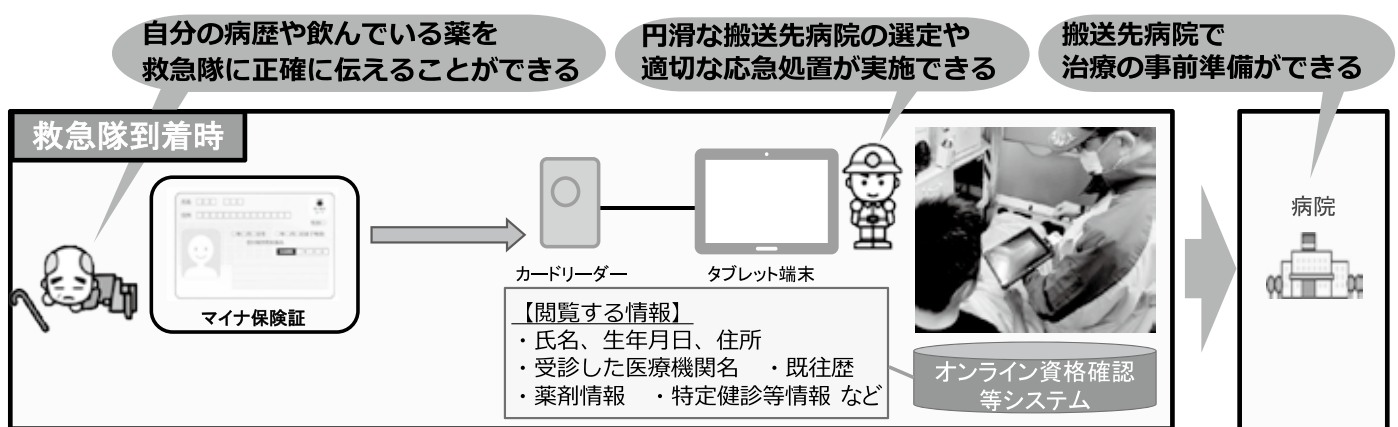 自分の病歴や飲んでいる薬を
救急隊に正確に伝えることができる
円滑な搬送先病院の選定や
適切な応急処置が実施できる
搬送先病院で
治療の事前準備ができる
救急隊到着時
マイナ保険証
カードリーダー
タブレット端末
【閲覧する情報】
・氏名、生年月日、住所
・受診した医療機関名　・既往歴
・薬剤情報　・特定健診等情報 など
オンライン資格確認
等システム
病院